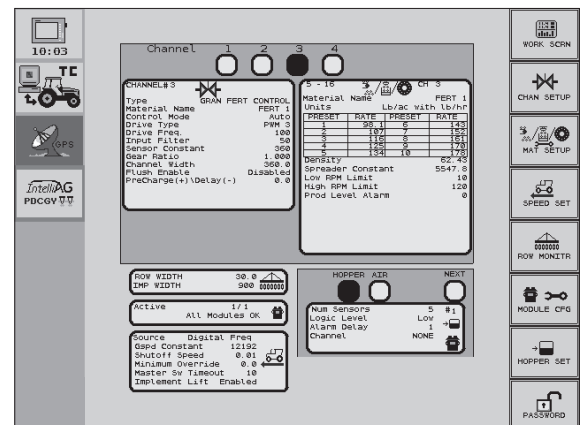 10:03
TC
GPS
IntelliAG
PDCGY
Channel 1 2 3 4
CHANNEL# 3
Type GRAN FERT CONTROL
Material Name FERT 1
Control Mode Auto
Drive Type PWM 3
Drive Freq. 100
Input Filter 50
Sensor Constant 360
Gear Ratio 1.000
Channel Width 360.0
Flush Enable Disabled
PreCharge(+)\Delay(-) 0.0
5 - 16 CH 3
Material Name FERT 1
Units Lb/ac with lb/hr
PRESET RATE PRESET RATE
1 98.1 6 143
2 107 7 152
3 116 8 161
4 125 9 170
5 134 10 178
Density 62.43
Spreader Constant 5547.8
Low RPM Limit 10
High RPM Limit 120
Prod Level Alarm 0
ROW WIDTH 30.0
IMP WIDTH 900
Active 1/1
All Modules OK
Source Digital Freq
Gspd Constant 12192
Shutoff Speed 0.01
Minimum Override 0.0
Master Sw Timeout 10
Implement Lift Enabled
HOPPER AIR NEXT
Num Sensors 5 #1
Logic Level Low
Alarm Delay 1
Channel NONE
WORK SCRN
CHAN SETUP
MAT SETUP
SPEED SET
ROW MONITR
MODULE CFG
HOPPER SET
PASSWORD